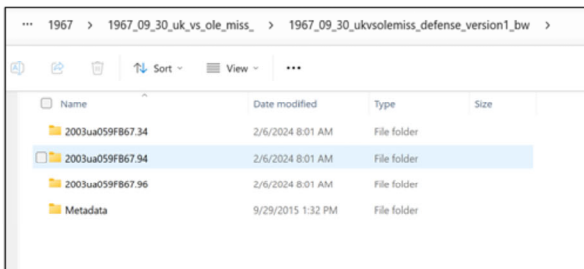 ··· 1967 > 1967_09_30_uk_vs_ole_miss_ > 1967_09_30_ukvsolemiss_defense_version1_bw >
Sort View ···
Name Date modified Type Size
2003ua059FB67.34 2/6/2024 8:01 AM File folder
2003ua059FB67.94 2/6/2024 8:01 AM File folder
2003ua059FB67.96 2/6/2024 8:01 AM File folder
Metadata 9/29/2015 1:32 PM File folder